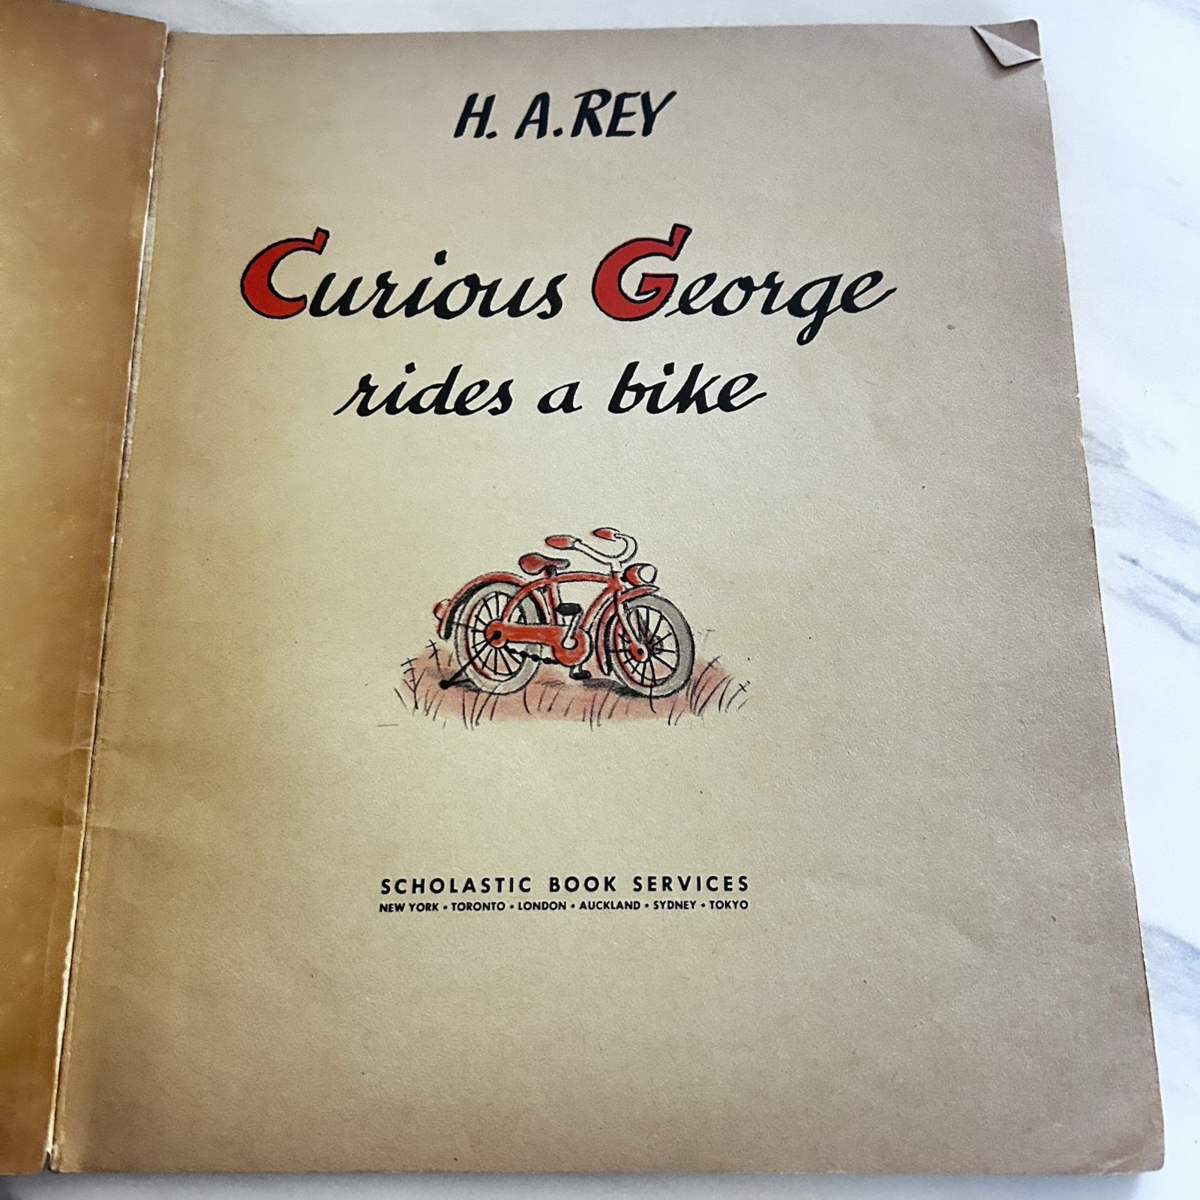 H. A. REY
Curious George
rides a bike
SCHOLASTIC BOOK SERVICES
NEW YORK • TORONTO • LONDON • AUCKLAND • SYDNEY • TOKYO